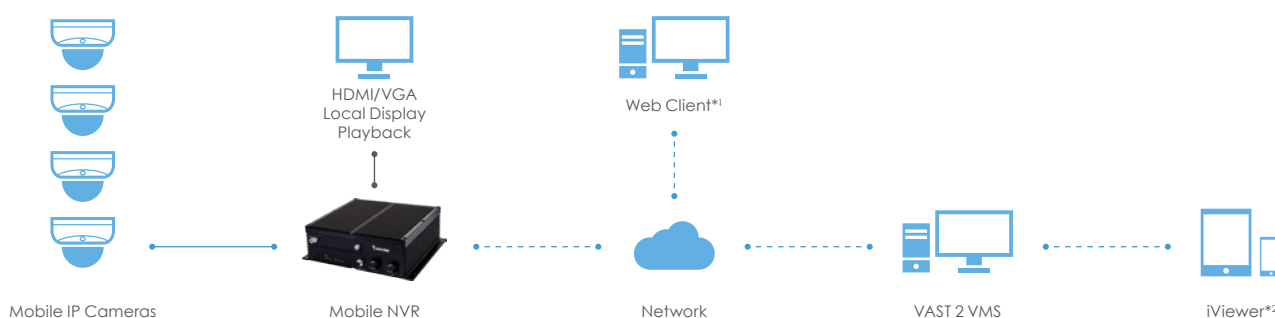 HDMI/VGA
Local Display
Playback
Web Client*1
Mobile IP Cameras
Mobile NVR
Network
VAST 2 VMS
iViewer*2